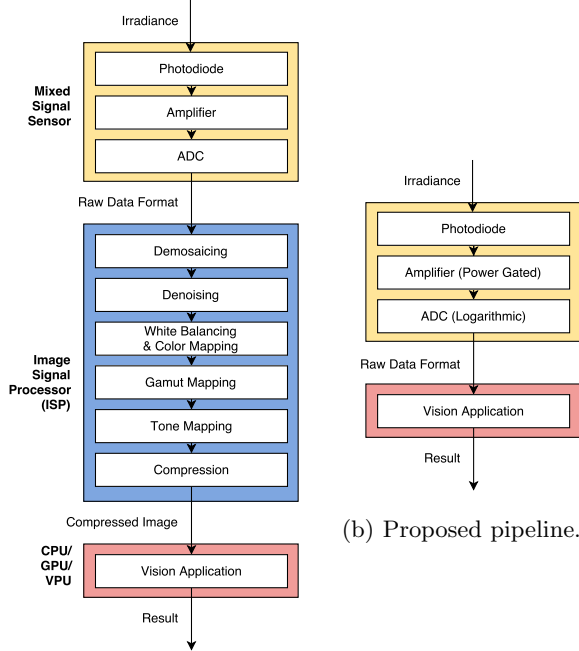 Irradiance
Mixed
Signal
Sensor
Photodiode
Amplifier
ADC
Raw Data Format
Image
Signal
Processor
(ISP)
Demosaicing
Denoising
White Balancing
& Color Mapping
Gamut Mapping
Tone Mapping
Compression
Compressed Image
CPU/
GPU/
VPU
Vision Application
Result
Irradiance
Photodiode
Amplifier (Power Gated)
ADC (Logarithmic)
Raw Data Format
Vision Application
Result
(b) Proposed pipeline.